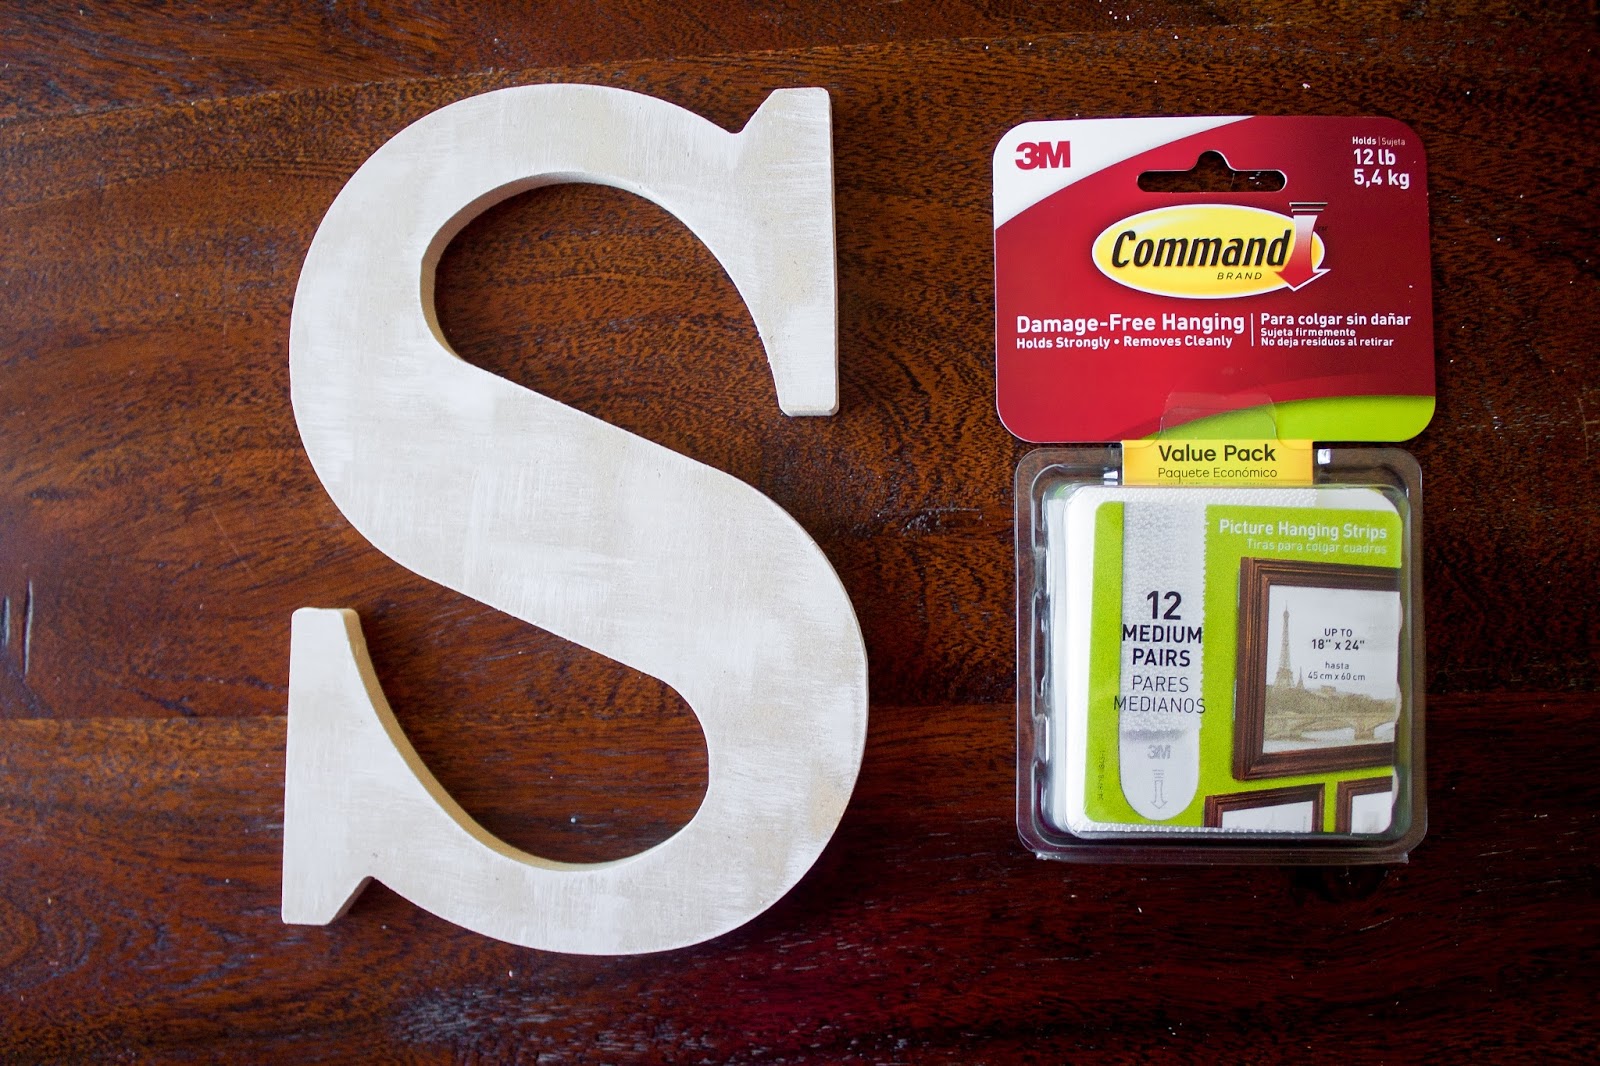 S
3M
Holds | Sujeta
12 lb
5,4 kg
Command
BRAND
Damage-Free Hanging
Holds Strongly • Removes Cleanly
Para colgar sin dañar
Sujeta firmemente
No deja residuos al retirar
Value Pack
Paquete Económico
Picture Hanging Strips
Tiras para colgar cuadros
12
MEDIUM
PAIRS
PARES
MEDIANOS
3M
UP TO
18" x 24"
hasta
45 cm x 60 cm